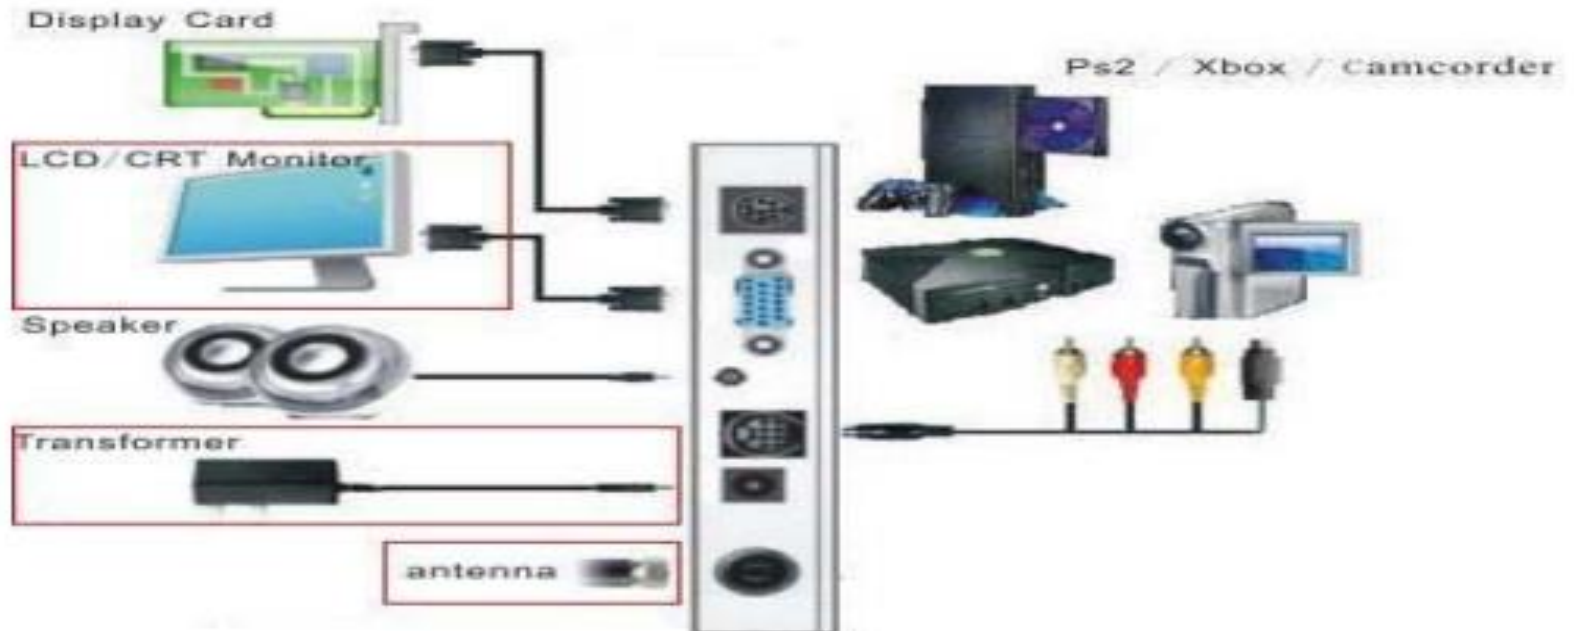 Display Card
Ps2 / Xbox / Camcorder
LCD/CRT Monitor
Speaker
Transformer
antenna